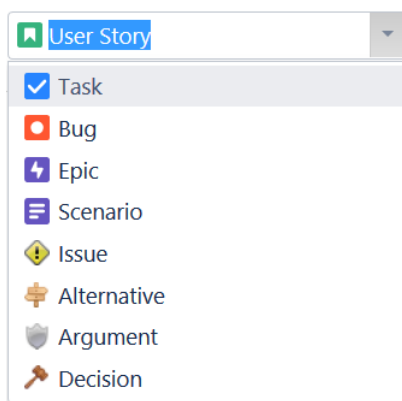 User Story
Task
Bug
Epic
Scenario
Issue
Alternative
Argument
Decision